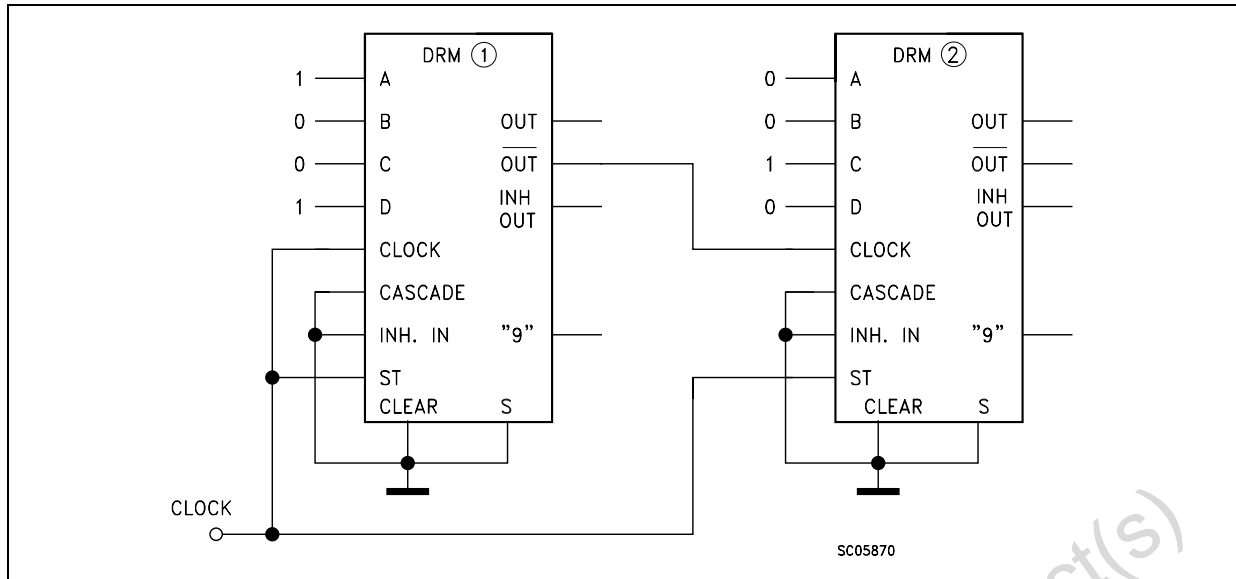 DRM ①
1 A
0 B OUT
0 C OUT
1 D INH OUT
CLOCK
CASCADE
INH. IN "9"
ST
CLEAR S
DRM ②
0 A
0 B OUT
1 C OUT
0 D INH OUT
CLOCK
CASCADE
INH. IN "9"
ST
CLEAR S
CLOCK
SC05870
ct(s)